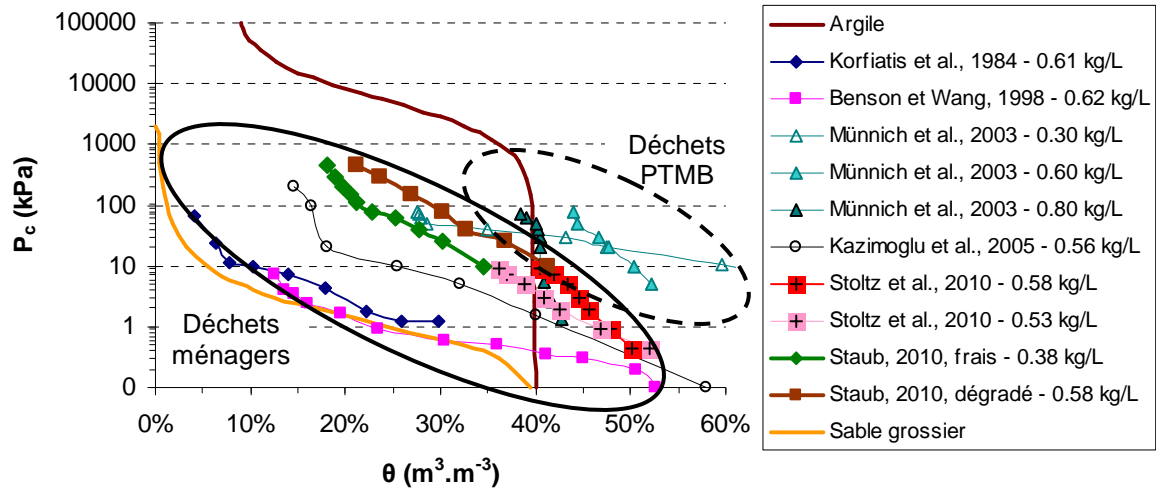 100000
10000
1000
100
10
1
0
P_c (kPa)
0%
10%
20%
30%
40%
50%
60%
θ (m³.m⁻³)
Déchets
PTMB
Déchets
ménagers
Argile
Korfiatis et al., 1984 - 0.61 kg/L
Benson et Wang, 1998 - 0.62 kg/L
Münnich et al., 2003 - 0.30 kg/L
Münnich et al., 2003 - 0.60 kg/L
Münnich et al., 2003 - 0.80 kg/L
Kazimoglu et al., 2005 - 0.56 kg/L
Stoltz et al., 2010 - 0.58 kg/L
Stoltz et al., 2010 - 0.53 kg/L
Staub, 2010, frais - 0.38 kg/L
Staub, 2010, dégradé - 0.58 kg/L
Sable grossier